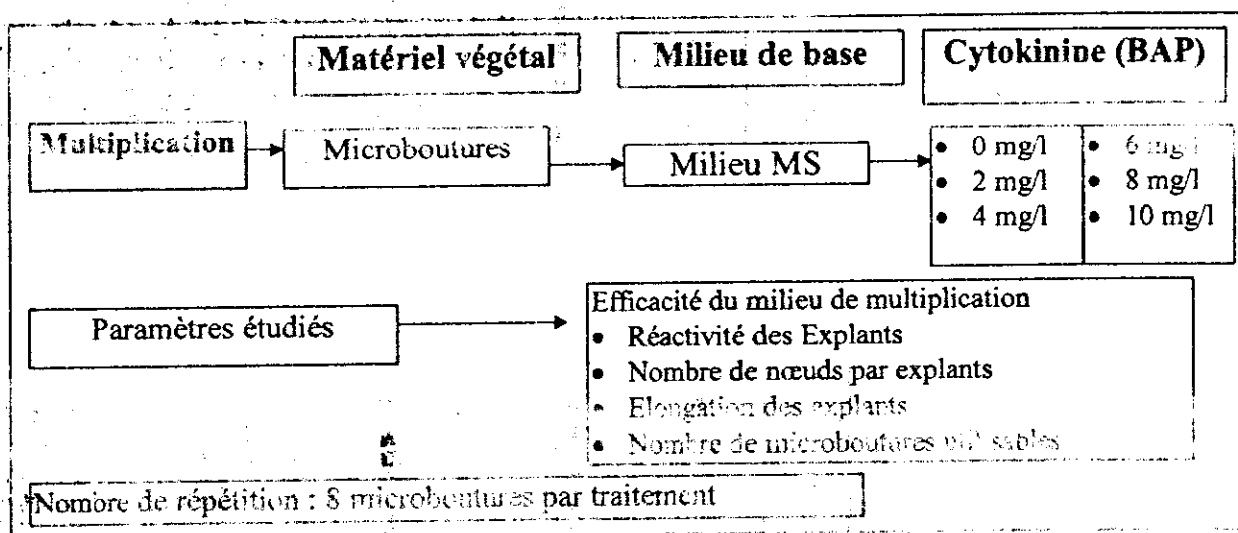 Matériel végétal
Milieu de base
Cytokinine (BAP)
Multiplication
Microboutures
Milieu MS
• 0 mg/l
• 2 mg/l
• 4 mg/l
• 6 mg/l
• 8 mg/l
• 10 mg/l
Paramètres étudiés
Efficacité du milieu de multiplication
• Réactivité des Explants
• Nombre de nœuds par explants
• Elongation des explants
• Nombre de microboutures
Nombre de répétition : 8 microboutures par traitement